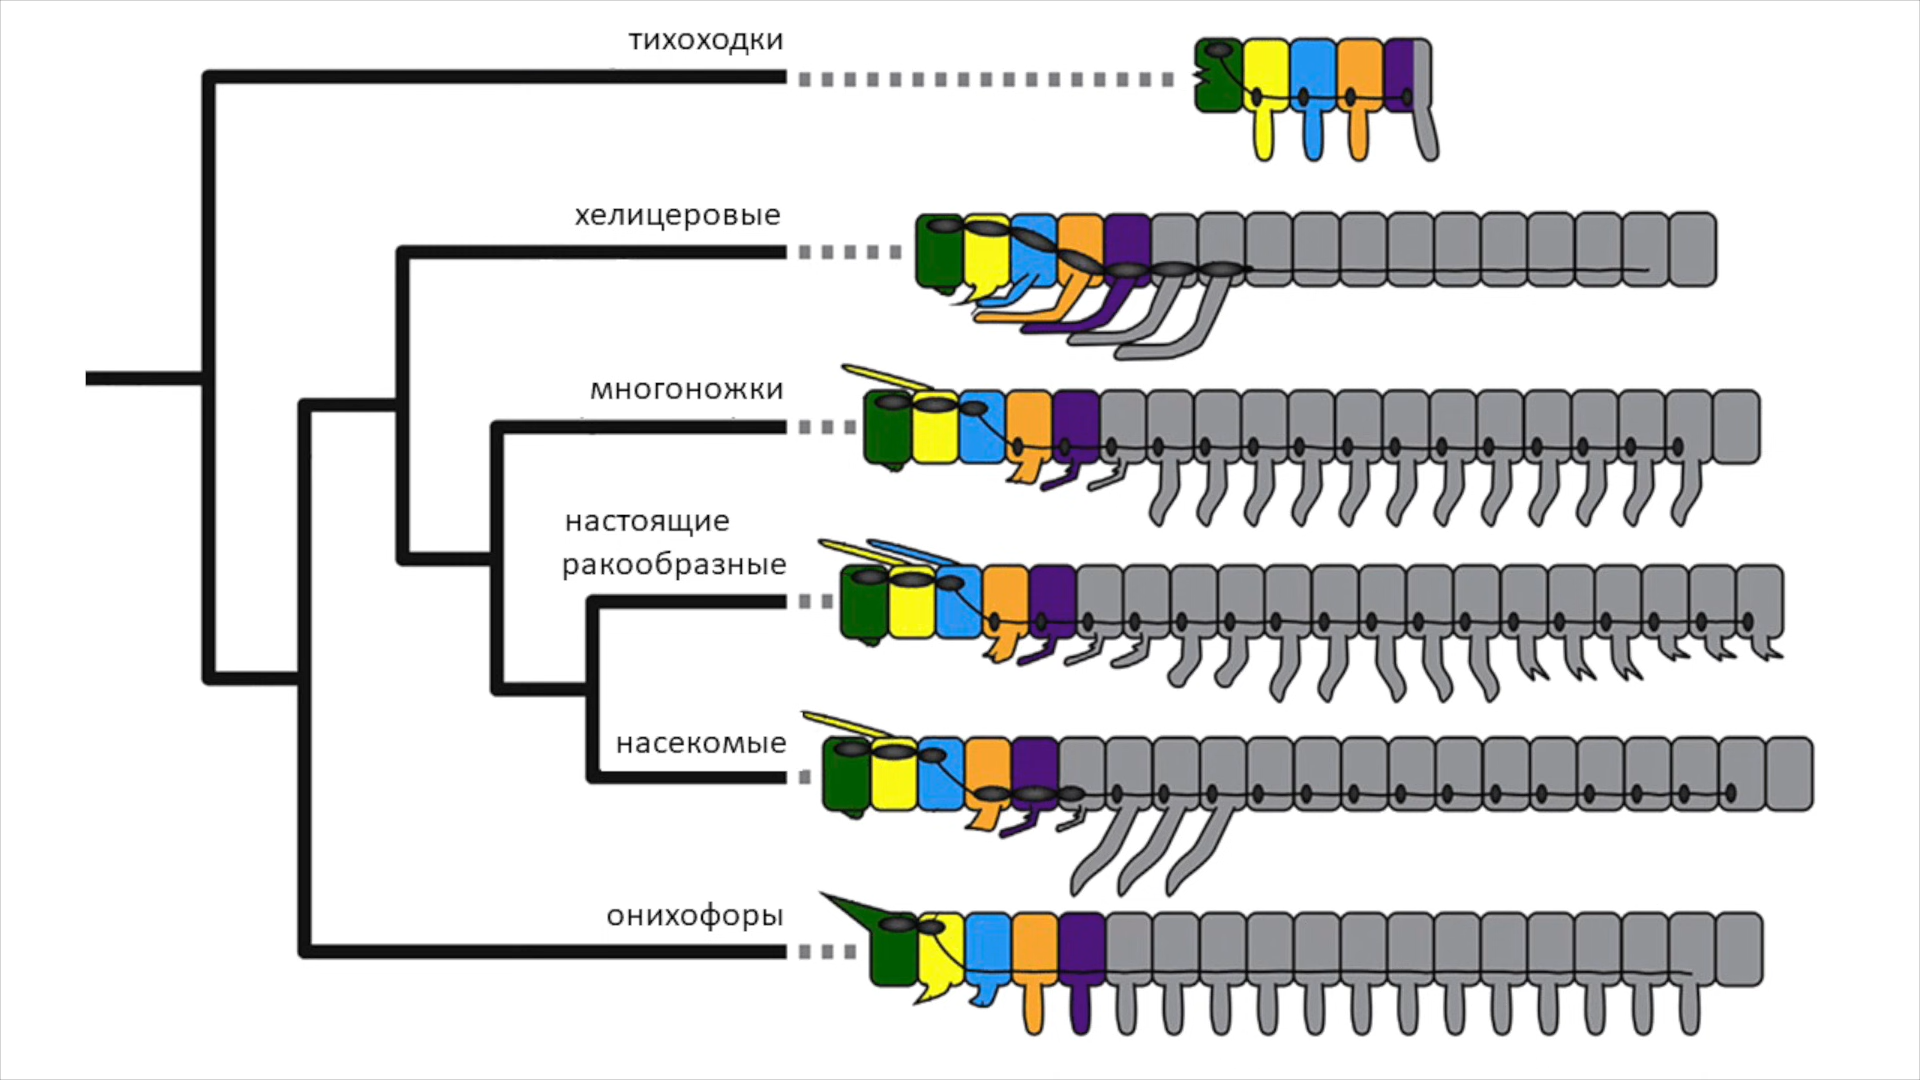 тихоходки
хелицеровые
многоножки
настоящие
ракообразные
насекомые
онихофоры